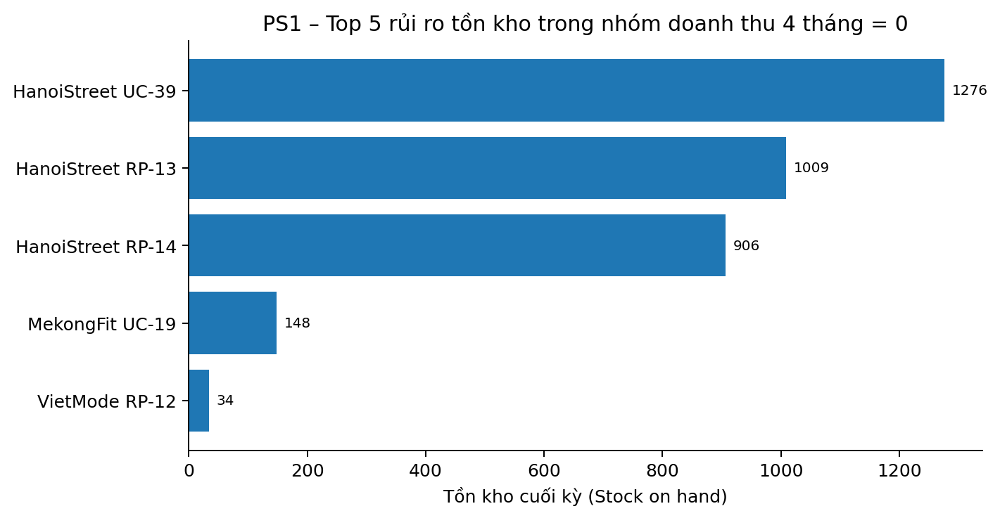 PS1 – Top 5 rủi ro tồn kho trong nhóm doanh thu 4 tháng = 0
HanoiStreet UC-39
1276
HanoiStreet RP-13
1009
HanoiStreet RP-14
906
MekongFit UC-19
148
VietMode RP-12
34
0 200 400 600 800 1000 1200
Tồn kho cuối kỳ (Stock on hand)